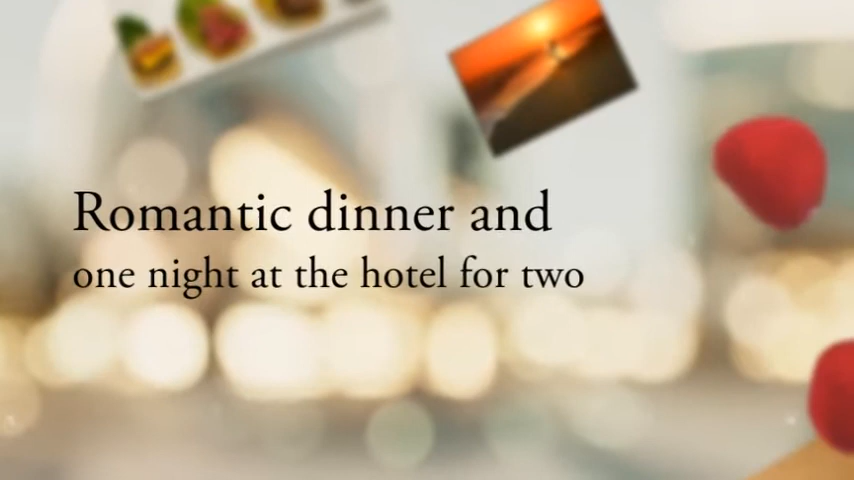 Romantic dinner and
one night at the hotel for two